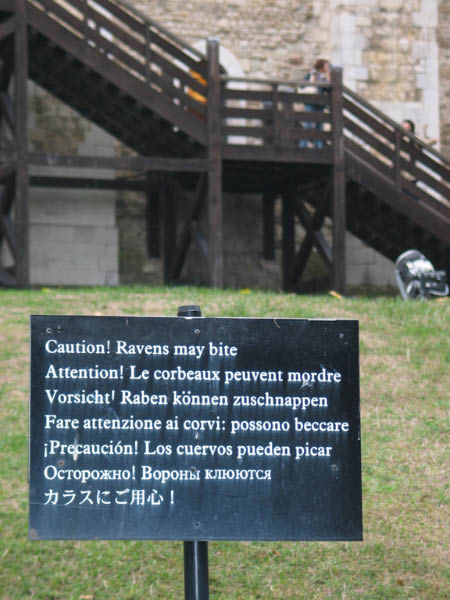 Caution! Ravens may bite
Attention! Le corbeaux peuvent mordre
Vorsicht! Raben können zuschnappen
Fare attenzione ai corvi: possono beccare
¡Precaución! Los cuervos pueden picar
Осторожно! Вороны клюются
カラスにご用心！